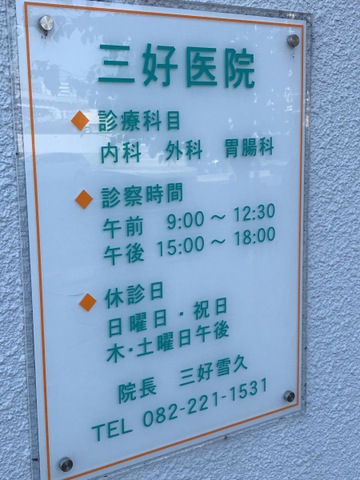 三好医院
◆ 診療科目
内科　外科　胃腸科
◆ 診察時間
午前　9:00 ～ 12:30
午後　15:00 ～ 18:00
◆ 休診日
日曜日・祝日
木・土曜日午後
院長　三好雪久
TEL 082-221-1531